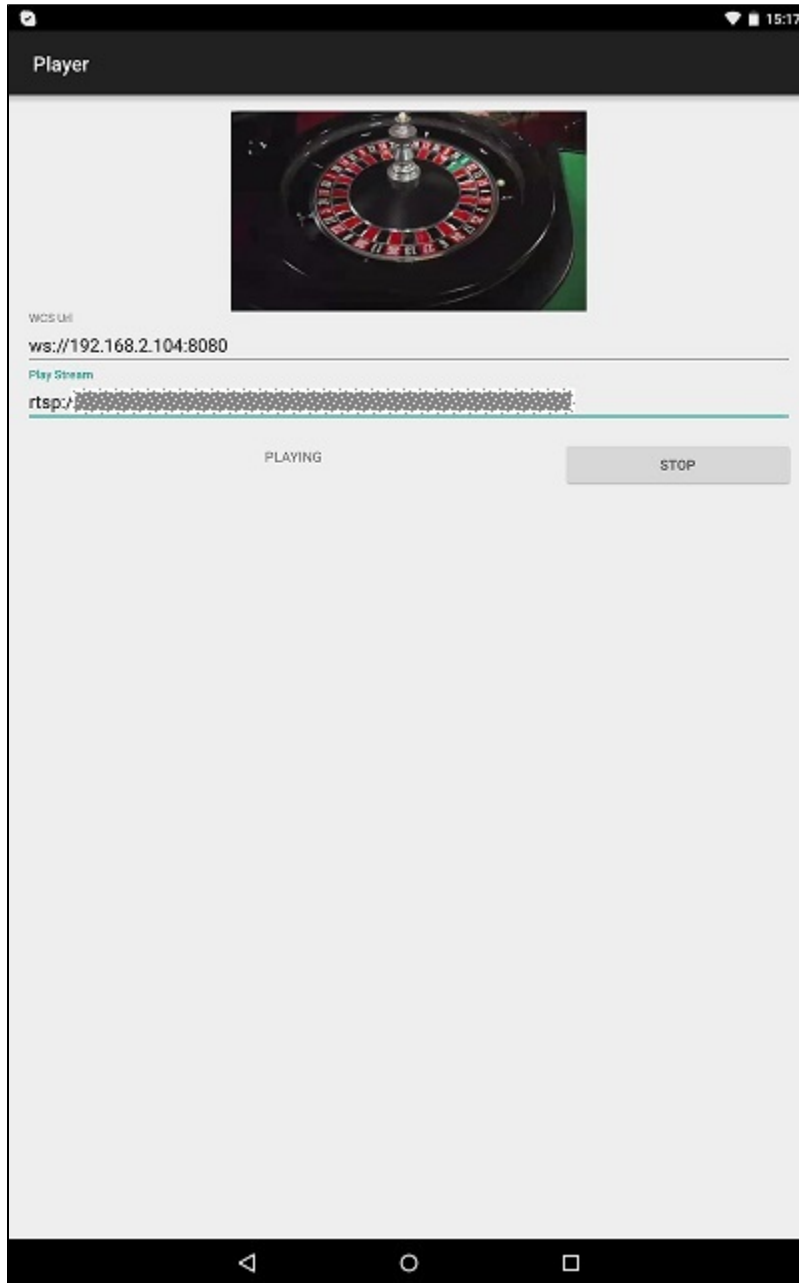 15:17
Player
WCS Url
ws://192.168.2.104:8080
Play Stream
rtsp:/
PLAYING
STOP